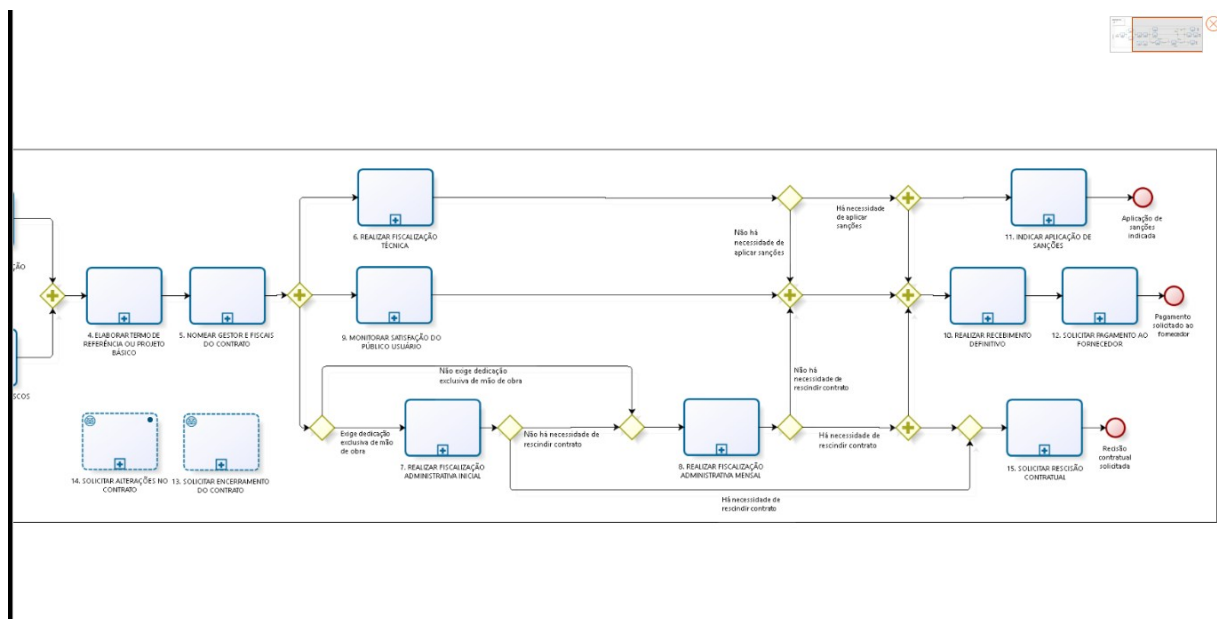 ÇÃO
SCOS
4. ELABORAR TERMO DE
REFERÊNCIA OU PROJETO
BÁSICO
5. NOMEAR GESTOR E FISCAIS
DO CONTRATO
14. SOLICITAR ALTERAÇÕES NO
CONTRATO
13. SOLICITAR ENCERRAMENTO
DO CONTRATO
6. REALIZAR FISCALIZAÇÃO
TÉCNICA
9. MONITORAR SATISFAÇÃO DO
PÚBLICO USUÁRIO
Não exige dedicação
exclusiva de mão de obra
Exige dedicação
exclusiva de mão
de obra
7. REALIZAR FISCALIZAÇÃO
ADMINISTRATIVA INICIAL
Não há necessidade de
rescindir contrato
8. REALIZAR FISCALIZAÇÃO
ADMINISTRATIVA MENSAL
Há necessidade de
rescindir contrato
Não há
necessidade de
aplicar sanções
Há necessidade
de aplicar
sanções
Não há
necessidade de
rescindir contrato
Há necessidade de
rescindir contrato
11. INDICAR APLICAÇÃO DE
SANÇÕES
Aplicação de
sanções
indicada
10. REALIZAR RECEBIMENTO
DEFINITIVO
12. SOLICITAR PAGAMENTO AO
FORNECEDOR
Pagamento
solicitado ao
fornecedor
15. SOLICITAR RESCISÃO
CONTRATUAL
Recisão
contratual
solicitada